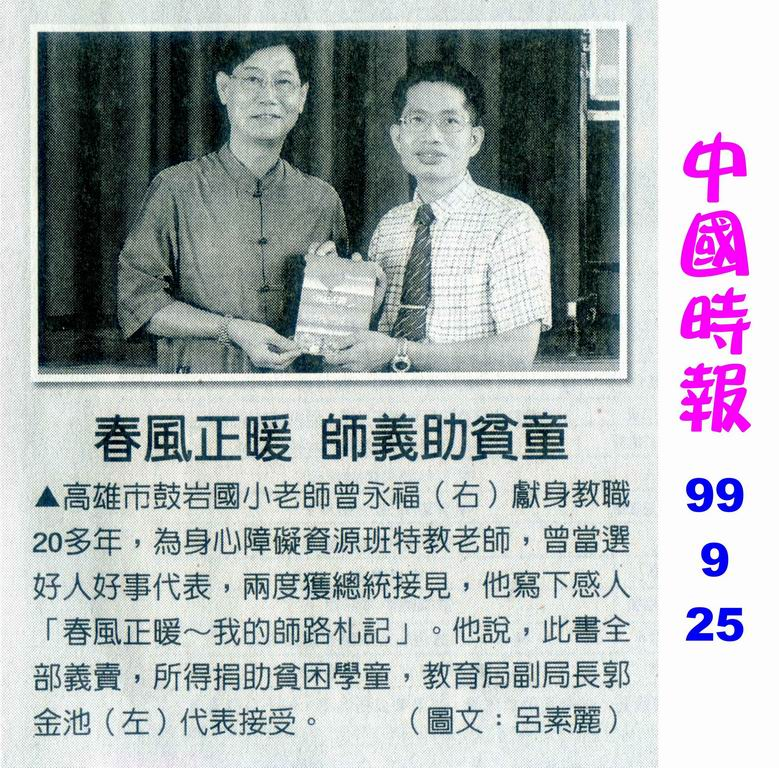 春風正暖 師義助貧童
▲高雄市鼓岩國小老師曾永福（右）獻身教職
20多年，為身心障礙資源班特教老師，曾當選
好人好事代表，兩度獲總統接見，他寫下感人
「春風正暖～我的師路札記」。他說，此書全
部義賣，所得捐助貧困學童，教育局副局長郭
金池（左）代表接受。　　　（圖文：呂素麗）
中國時報
99
9
25